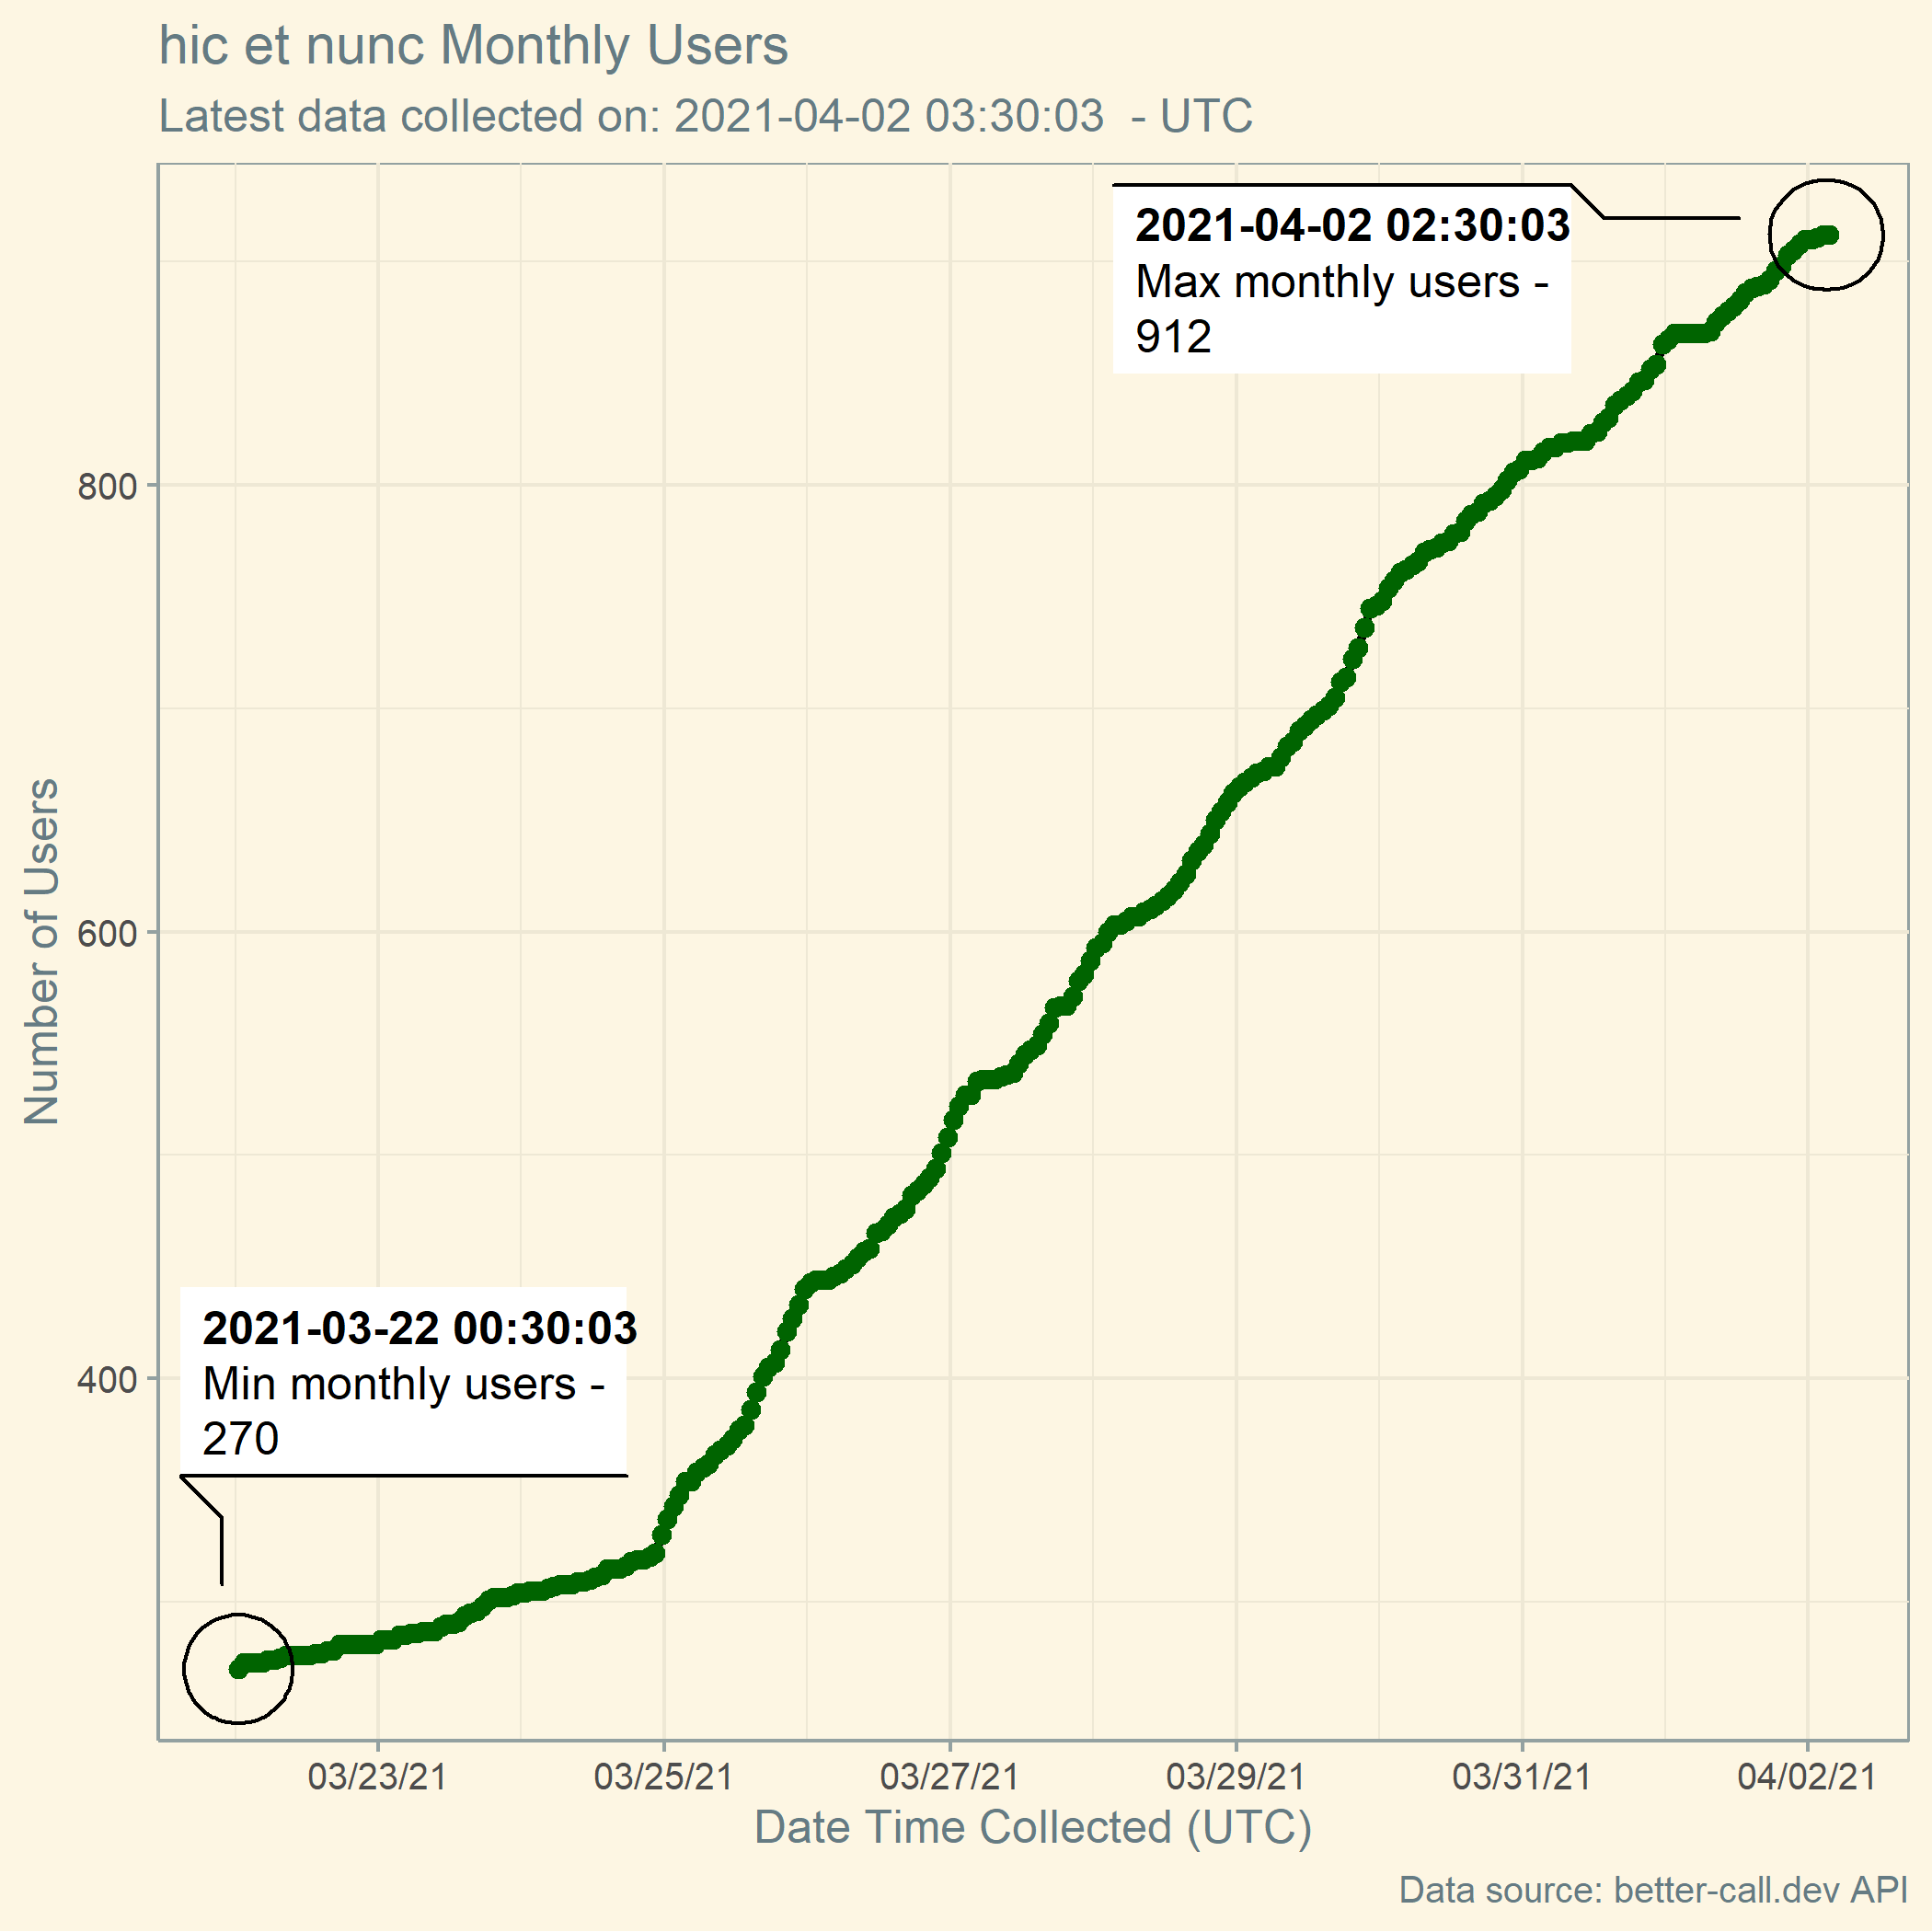 hic et nunc Monthly Users
Latest data collected on: 2021-04-02 03:30:03  - UTC
2021-04-02 02:30:03
Max monthly users -
912
800
600
400
Number of Users
2021-03-22 00:30:03
Min monthly users -
270
03/23/21 03/25/21 03/27/21 03/29/21 03/31/21 04/02/21
Date Time Collected (UTC)
Data source: better-call.dev API